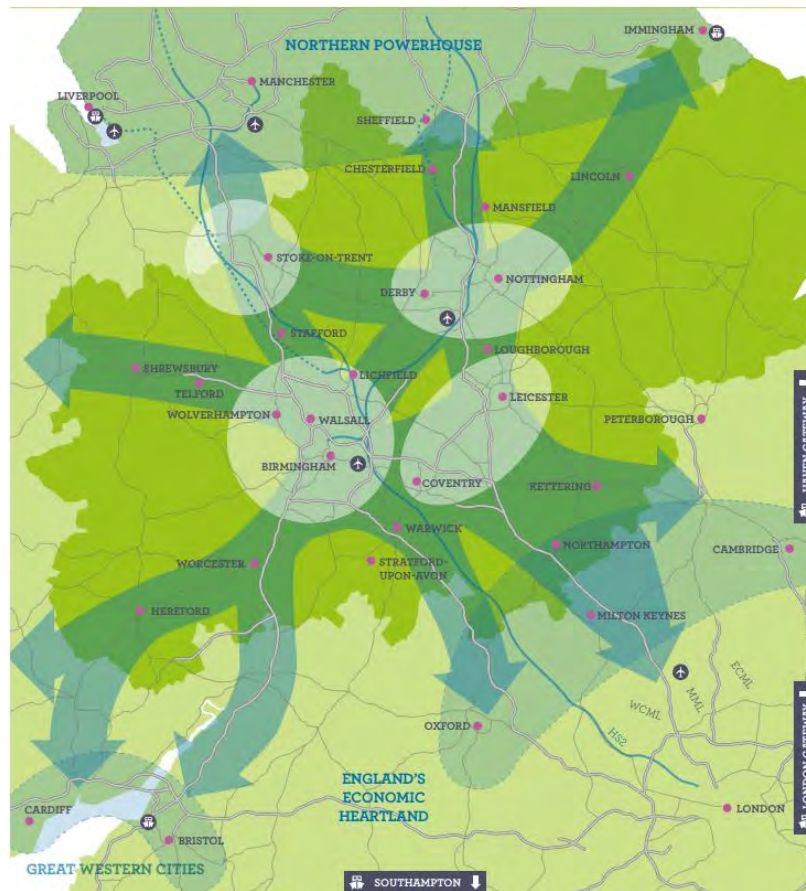 IMMINGHAM
NORTHERN POWERHOUSE
MANCHESTER
LIVERPOOL
SHEFFIELD
CHESTERFIELD
LINCOLN
MANSFIELD
STOKE-ON-TRENT
NOTTINGHAM
DERBY
STAFFORD
LOUGHBOROUGH
SHREWSBURY
LICHFIELD
TELFORD
LEICESTER
WOLVERHAMPTON
WALSALL
PETERBOROUGH
BIRMINGHAM
COVENTRY
KETTERING
WARWICK
NORTHAMPTON
CAMBRIDGE
WORCESTER
STRATFORD-
UPON-AVON
HEREFORD
MILTON KEYNES
ECML
MML
WCML
OXFORD
HS2
ENGLAND'S
ECONOMIC
HEARTLAND
CARDIFF
LONDON
BRISTOL
GREAT WESTERN CITIES
SOUTHAMPTON